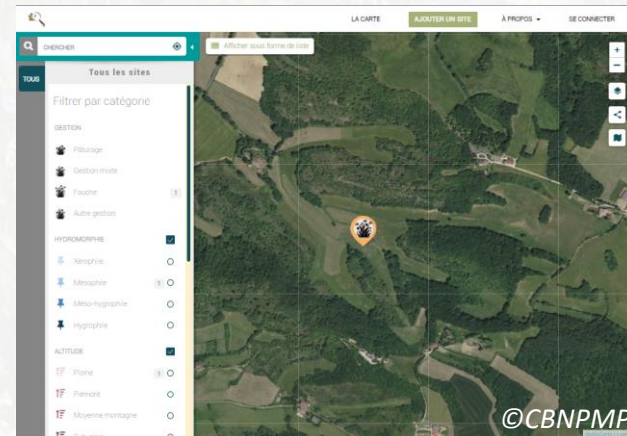 LA CARTE
AJOUTER UN SITE
À PROPOS
SE CONNECTER
CHERCHER
Afficher sous forme de liste
TOUS
Tous les sites
Filtrer par catégorie
GESTION
Pâturage
Gestion mixte
Fauche 1
Autre gestion
HYDROMORPHIE
Xérophile
Mésophile 1
Méso-hygrophile
Hygrophile
ALTITUDE
Plaine 1
Piémont
Moyenne montagne
©CBNPMP